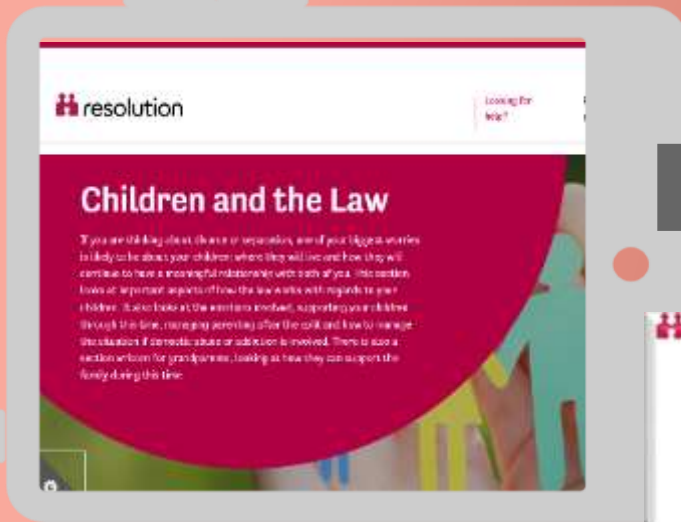 resolution
Looking for
help?
Children and the Law
If you are thinking about divorce or separation, one of your biggest worries
is likely to be about your children: where they will live and how they will
continue to have a meaningful relationship with both of you. This section
looks at important aspects of how the law works with regards to your
children. It also looks at the emotions involved, supporting your children
through this time, managing parenting after the split and how to manage
the situation if domestic abuse or addiction is involved. There is also a
section written for grandparents, looking at how they can support the
family during this time